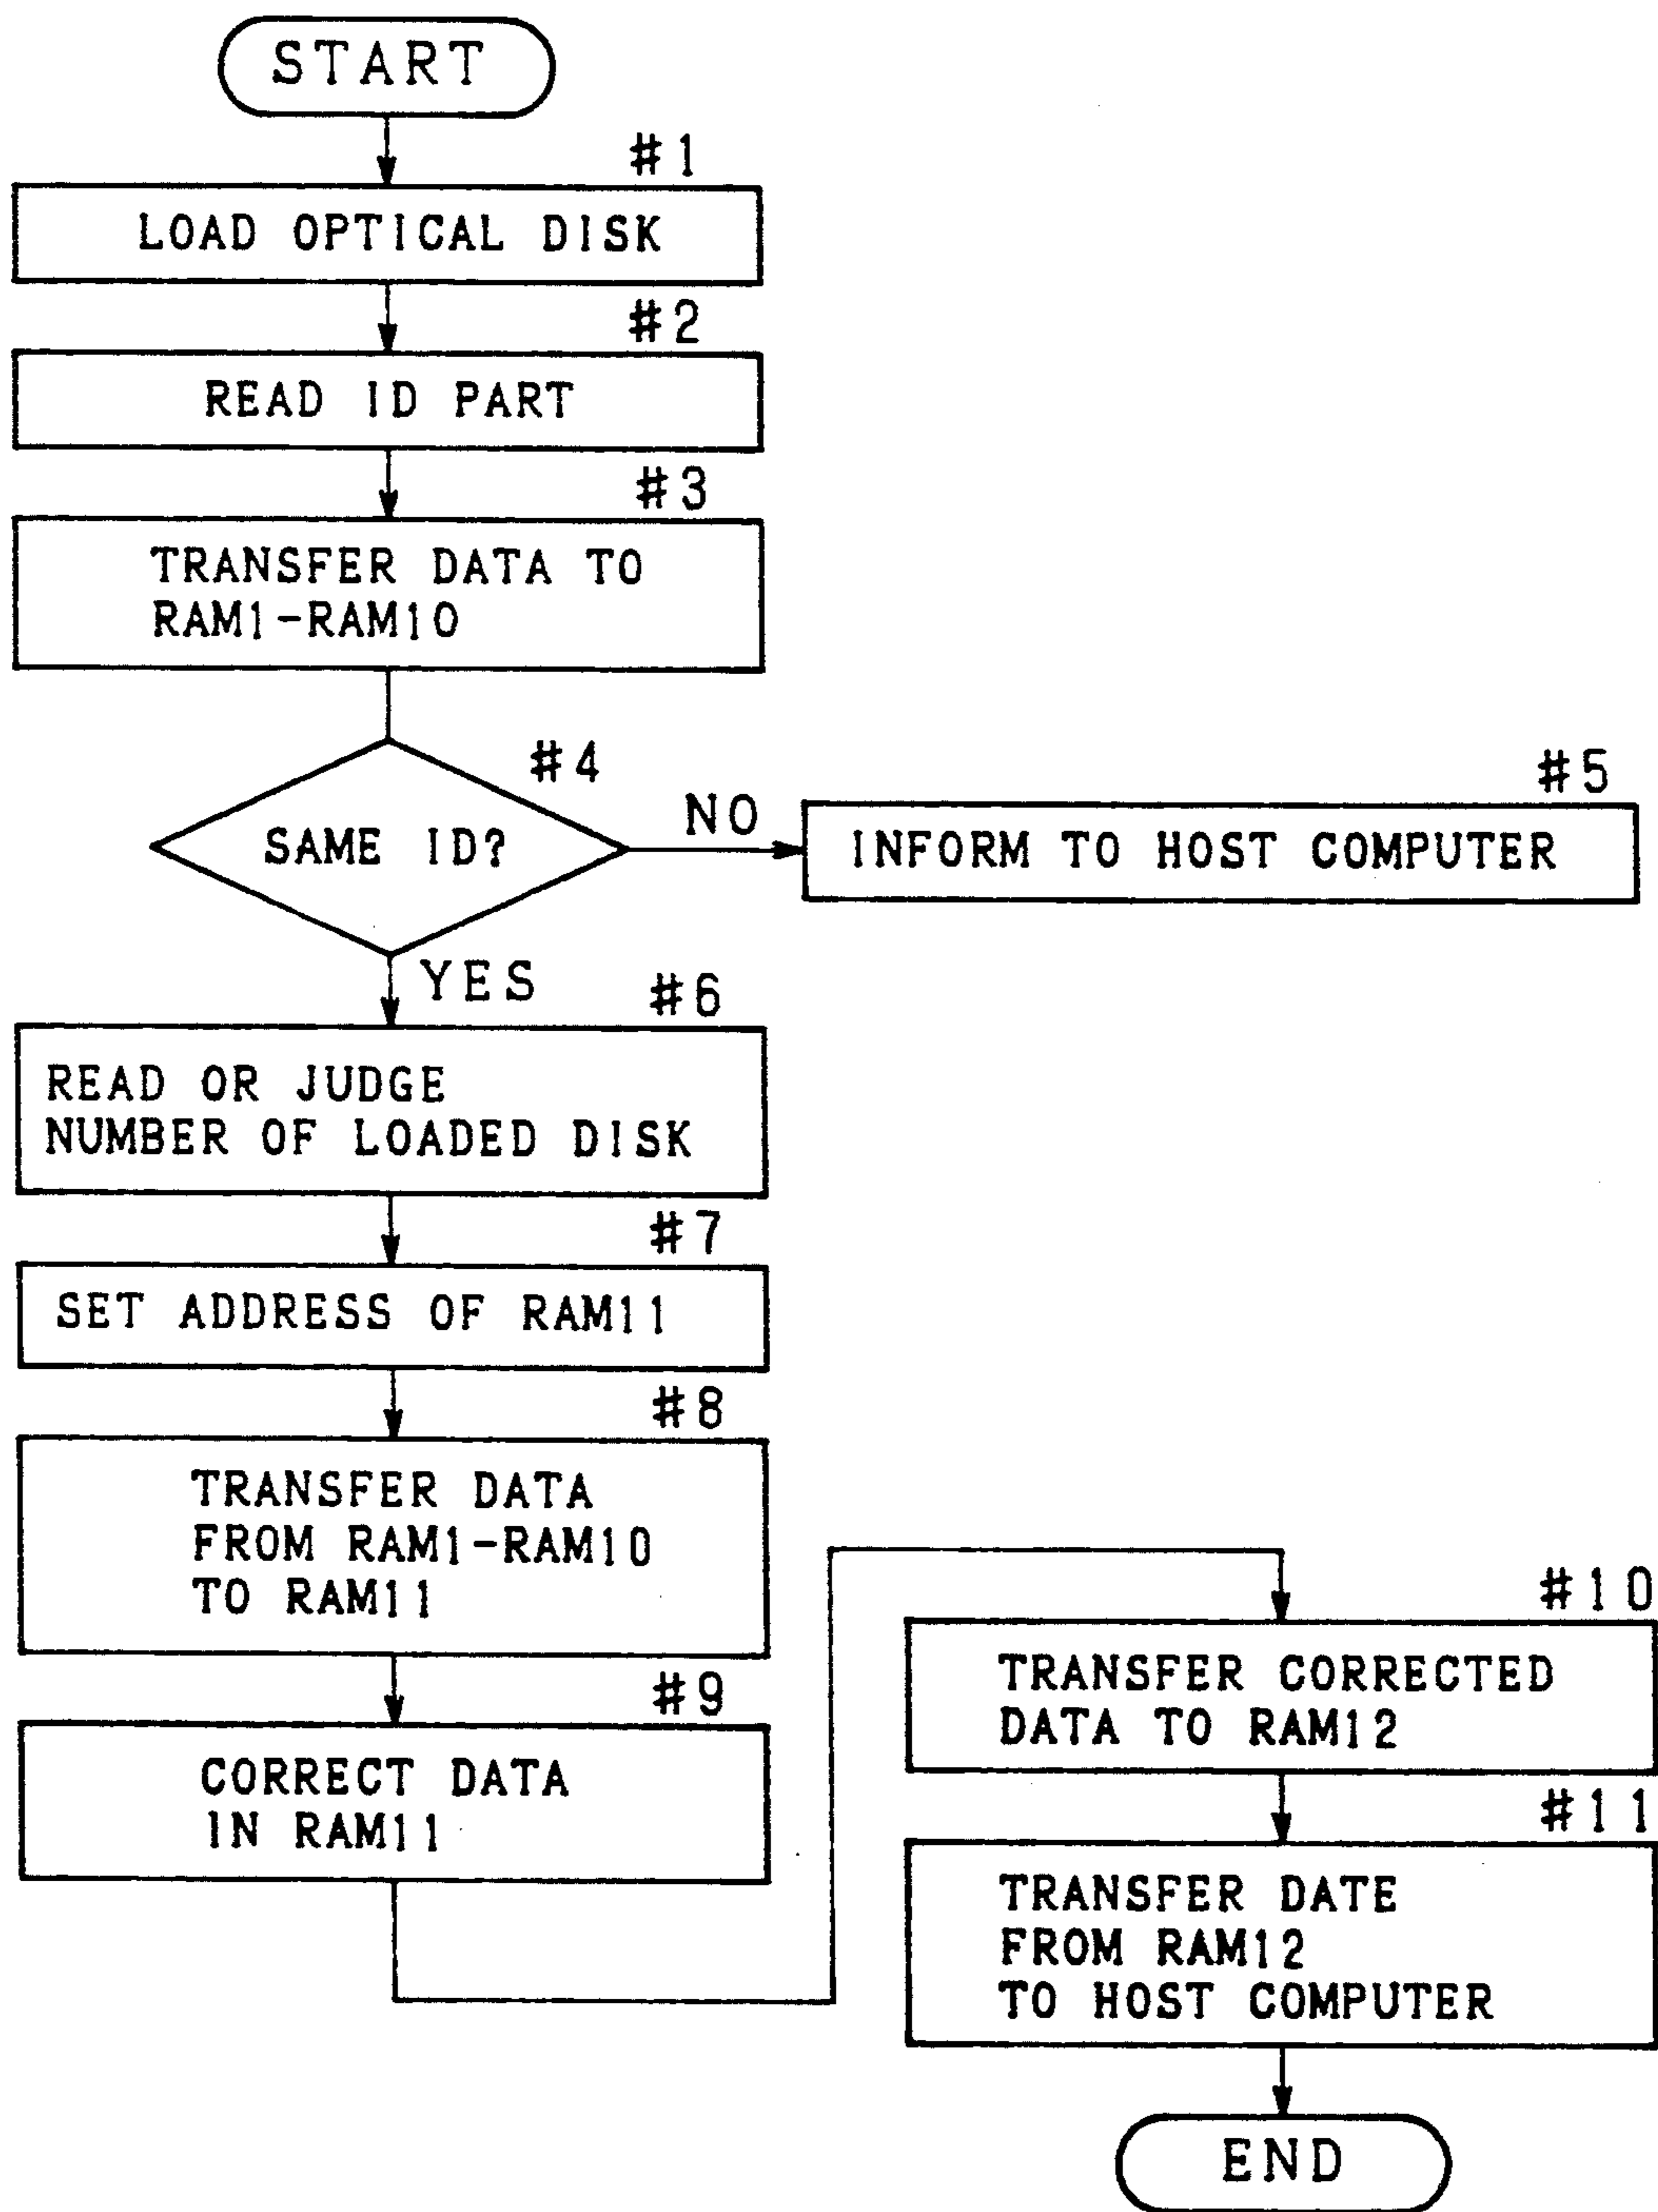 START
#1
LOAD OPTICAL DISK
#2
READ ID PART
#3
TRANSFER DATA TO
RAM1-RAM10
#4
SAME ID?
NO
#5
INFORM TO HOST COMPUTER
YES
#6
READ OR JUDGE
NUMBER OF LOADED DISK
#7
SET ADDRESS OF RAM11
#8
TRANSFER DATA
FROM RAM1-RAM10
TO RAM11
#9
CORRECT DATA
IN RAM11
#10
TRANSFER CORRECTED
DATA TO RAM12
#11
TRANSFER DATE
FROM RAM12
TO HOST COMPUTER
END